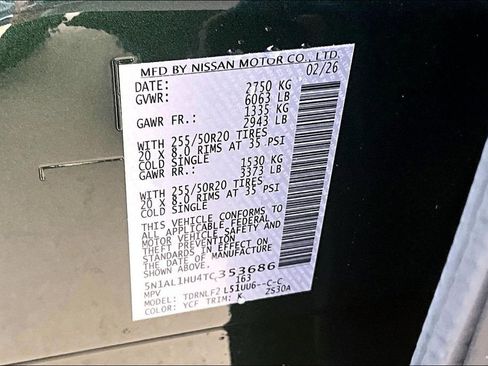 MFD BY NISSAN MOTOR CO., LTD.
DATE: 02/26
GVWR: 2750 KG
6063 LB
GAWR FR.: 1335 KG
2943 LB
WITH 255/50R20 TIRES
20 X 8.0 RIMS AT 35 PSI
COLD SINGLE
GAWR RR.: 1530 KG
3373 LB
WITH 255/50R20 TIRES
20 X 8.0 RIMS AT 35 PSI
COLD SINGLE
THIS VEHICLE CONFORMS TO
ALL APPLICABLE FEDERAL
MOTOR VEHICLE SAFETY AND
THEFT PREVENTION
STANDARDS IN EFFECT ON
THE DATE OF MANUFACTURE
SHOWN ABOVE.
5N1AL1HU4TC353686
MPV 163
MODEL: TDRNLF2 LS1UU6--C-C
COLOR: YCF TRIM: K ZS30A